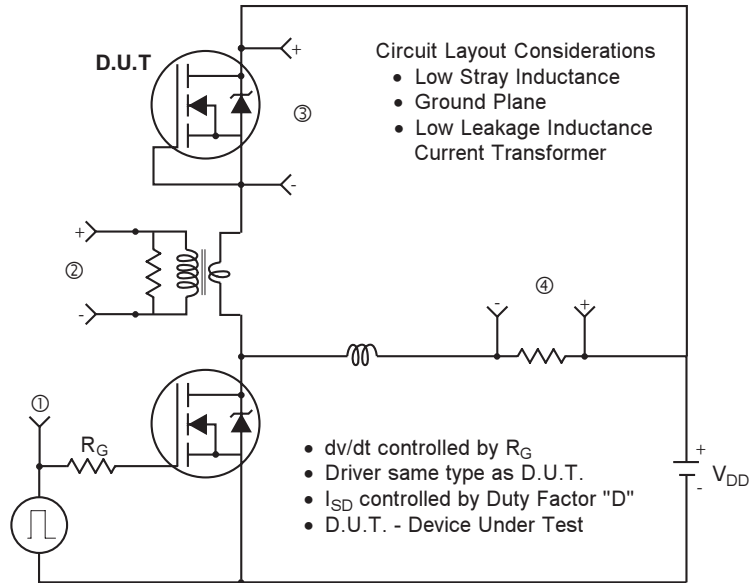 D.U.T
+
Circuit Layout Considerations
• Low Stray Inductance
• Ground Plane
• Low Leakage Inductance
Current Transformer
③
-
+
②
-
④
- +
①
R_G
• dv/dt controlled by R_G
• Driver same type as D.U.T.
• I_SD controlled by Duty Factor "D"
• D.U.T. - Device Under Test
+
V_DD
-